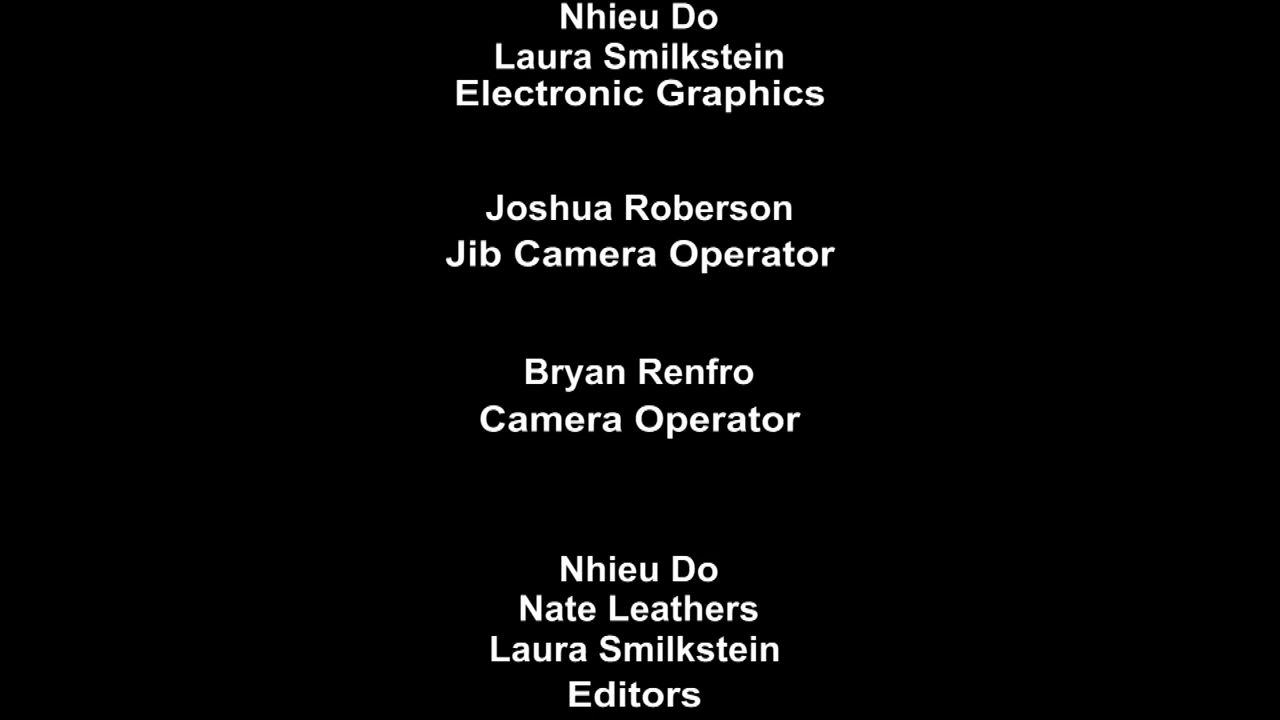 Nhieu Do
Laura Smilkstein
Electronic Graphics
Joshua Roberson
Jib Camera Operator
Bryan Renfro
Camera Operator
Nhieu Do
Nate Leathers
Laura Smilkstein
Editors